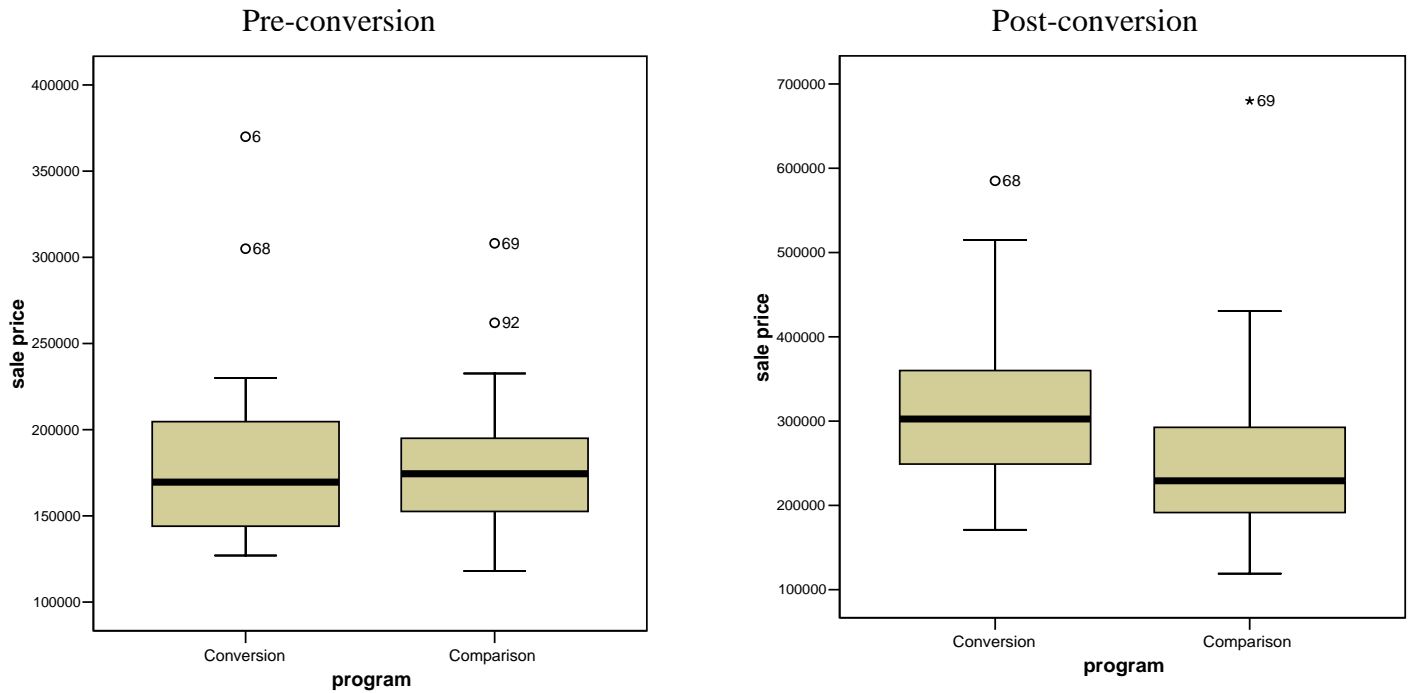 Pre-conversion
400000
350000
300000
250000
200000
150000
100000
sale price
6
68
69
92
Conversion
Comparison
program
Post-conversion
700000
600000
500000
400000
300000
200000
100000
sale price
68
* 69
Conversion
Comparison
program